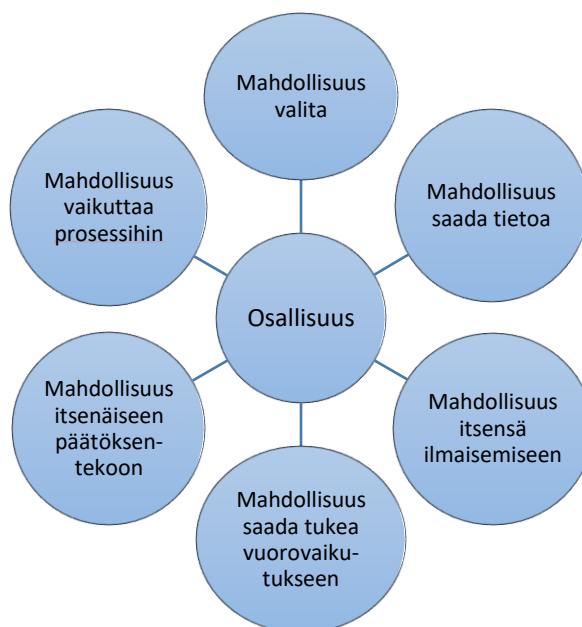 Mahdollisuus
valita
Mahdollisuus
saada tietoa
Mahdollisuus
itsensä
ilmaisemiseen
Mahdollisuus
saada tukea
vuorovaiku-
tukseen
Mahdollisuus
itsenäiseen
päätöksen-
tekoon
Mahdollisuus
vaikuttaa
prosessihin
Osallisuus